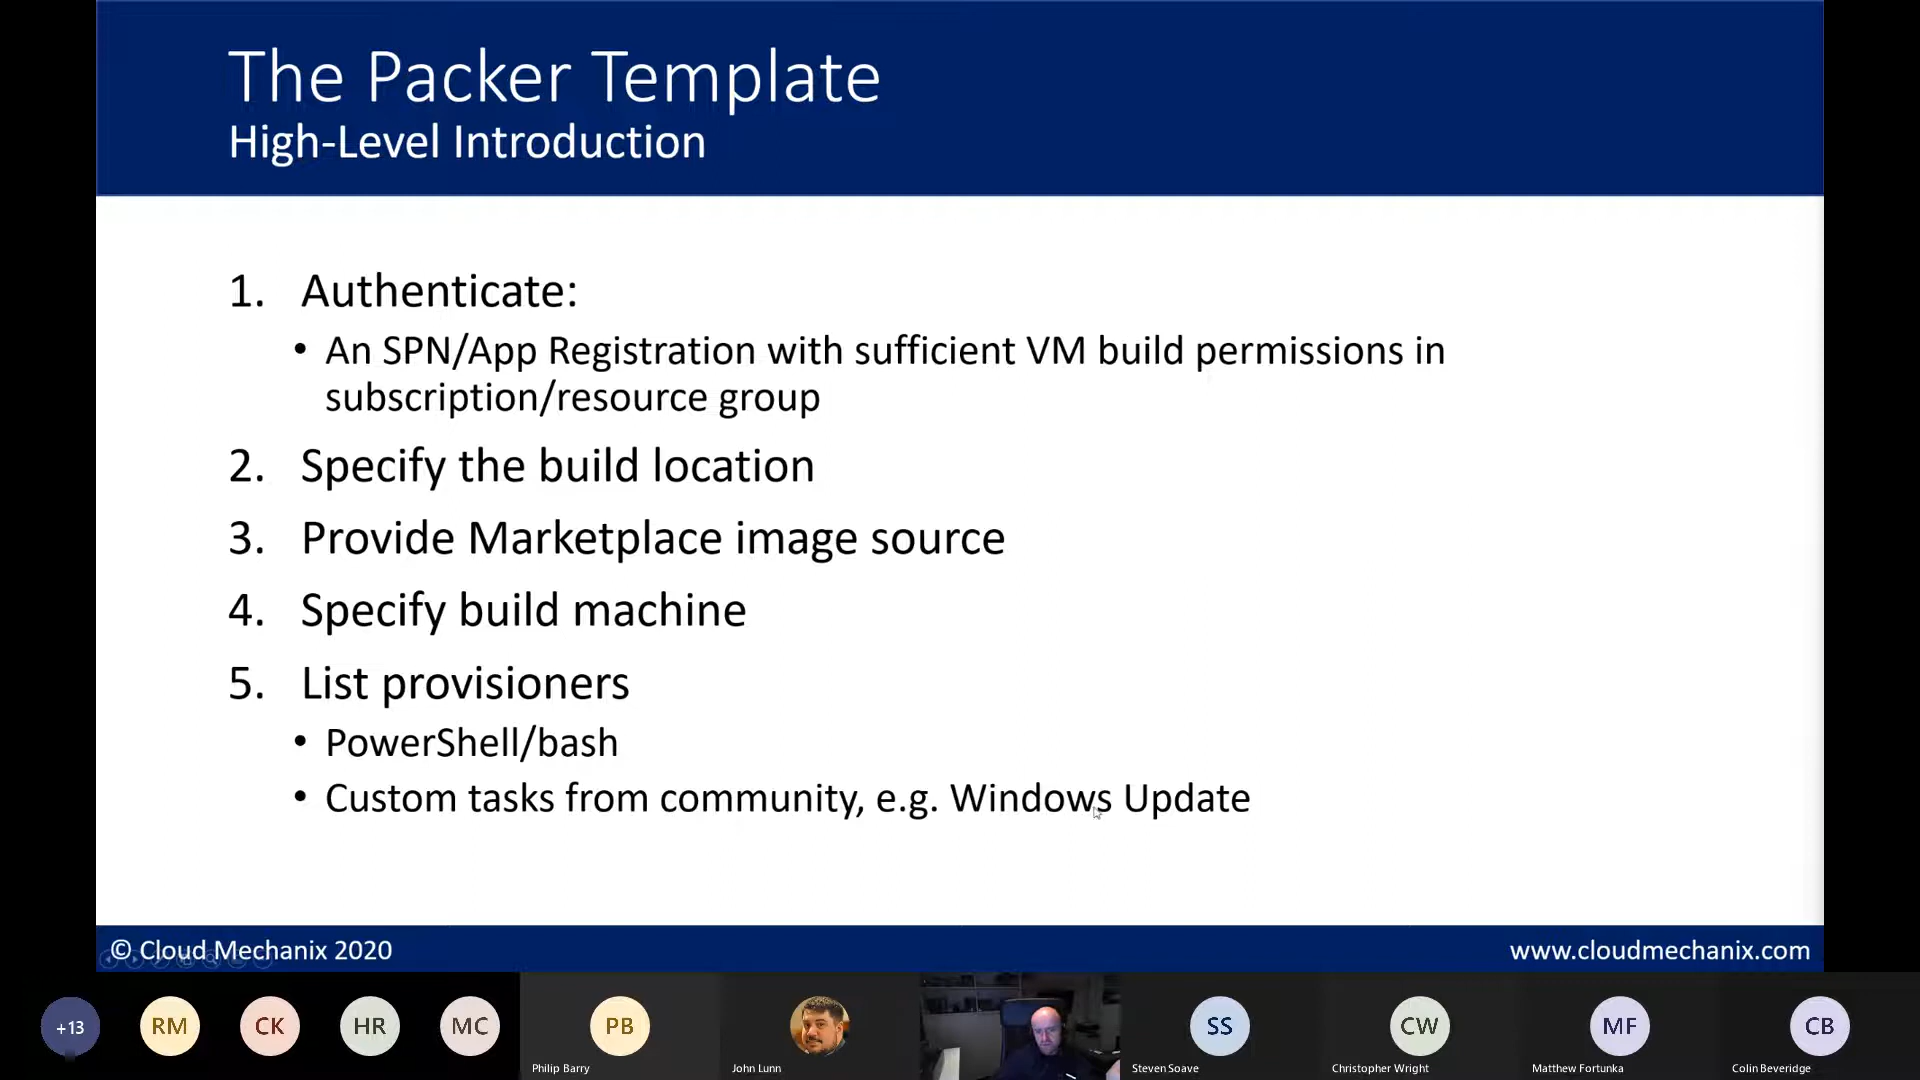 The Packer Template
High-Level Introduction
1. Authenticate:
• An SPN/App Registration with sufficient VM build permissions in
subscription/resource group
2. Specify the build location
3. Provide Marketplace image source
4. Specify build machine
5. List provisioners
• PowerShell/bash
• Custom tasks from community, e.g. Windows Update
© Cloud Mechanix 2020
www.cloudmechanix.com
+13
RM
CK
HR
MC
PB
SS
CW
MF
CB
Philip Barry
John Lunn
Steven Soave
Christopher Wright
Matthew Fortunka
Colin Beveridge